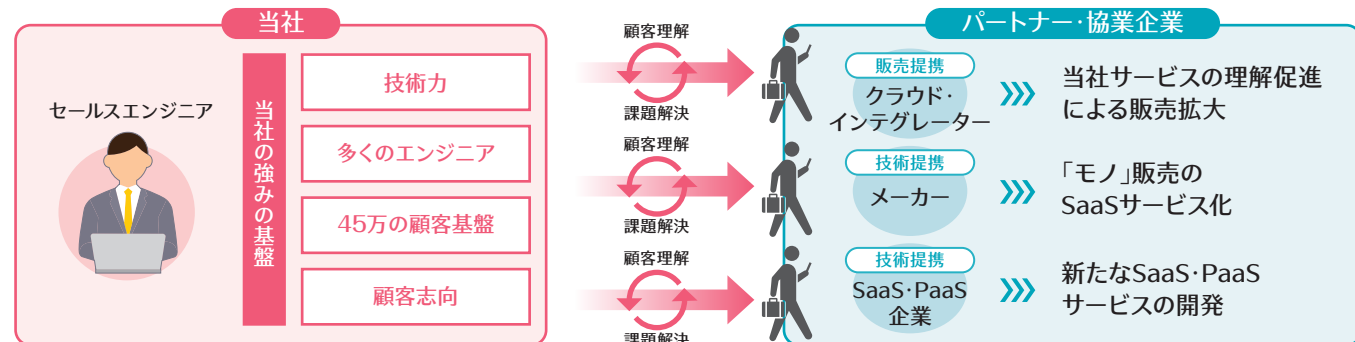 当社
セールスエンジニア
当社の強みの基盤
技術力
多くのエンジニア
45万の顧客基盤
顧客志向
顧客理解
課題解決
顧客理解
課題解決
顧客理解
課題解決
パートナー・協業企業
販売提携
クラウド・
インテグレーター
当社サービスの理解促進
による販売拡大
技術提携
メーカー
「モノ」販売の
SaaSサービス化
技術提携
SaaS・PaaS
企業
新たなSaaS・PaaS
サービスの開発